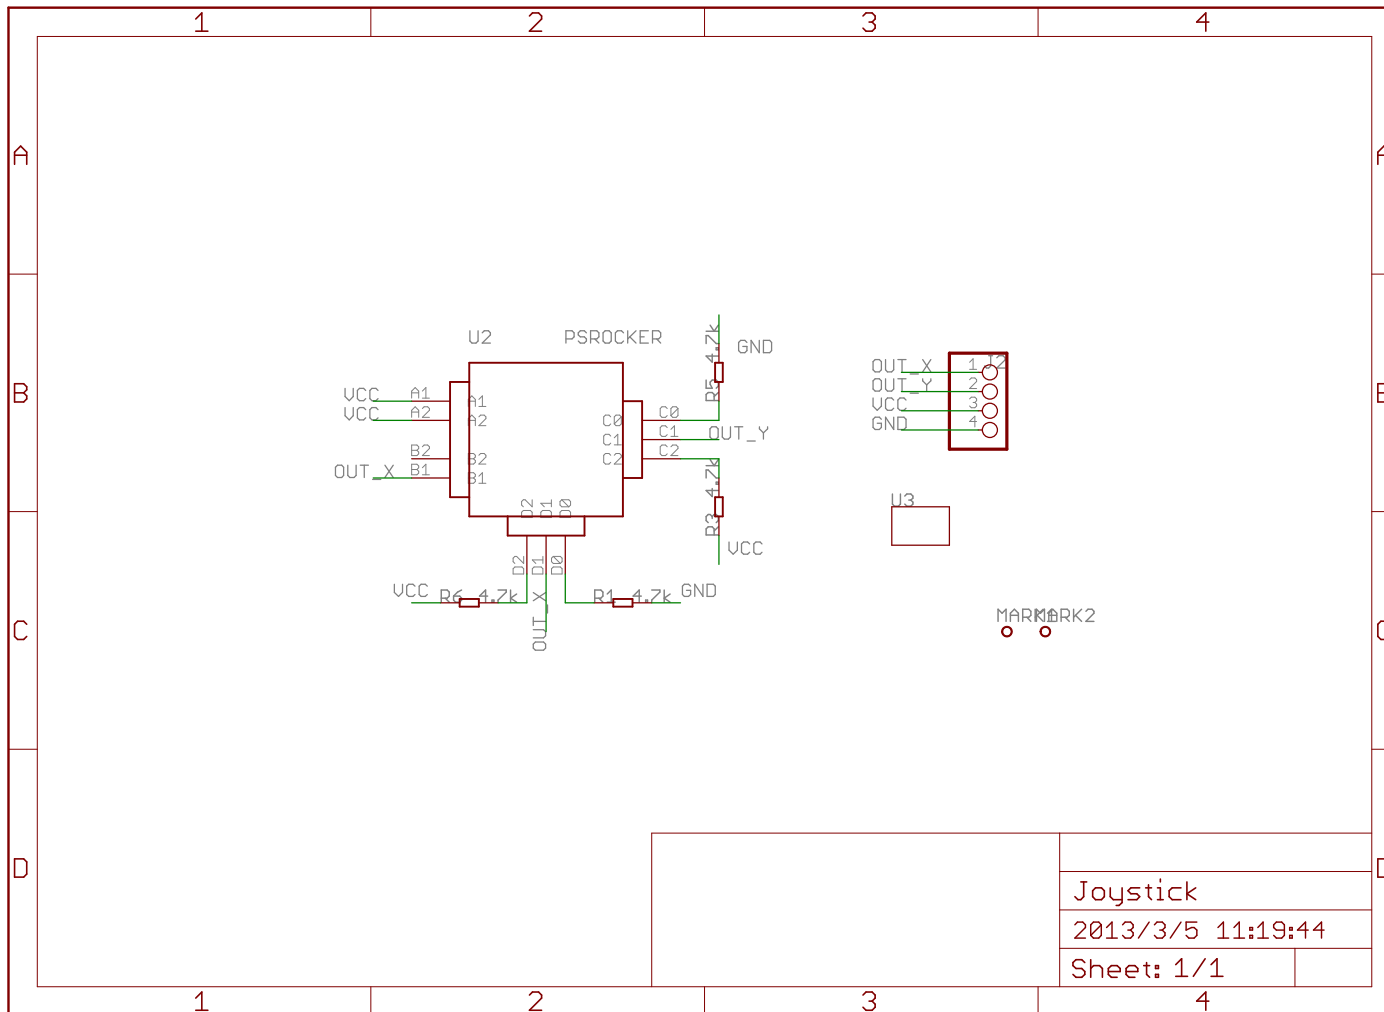 1 2 3 4
A A
U2 PSROCKER
R5 4.7k
GND
OUT_X 1 J2
OUT_Y 2
VCC 3
GND 4
B B
VCC A1 A1
VCC A2 A2
C0 C0
C1 C1 OUT_Y
B2 B2
C2 C2
OUT_X B1 B1
R3 4.7k
VCC
U3
D2 D1 D0
D2 D1 D0
VCC R6 4.7k
R1 4.7k GND
OUT_X
MARK1 MARK2
C C
D D
Joystick
2013/3/5 11:19:44
Sheet: 1/1
1 2 3 4